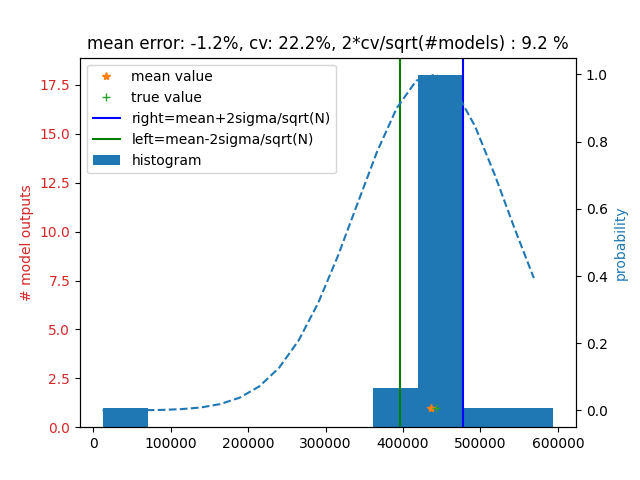 mean error: -1.2%, cv: 22.2%, 2*cv/sqrt(#models) : 9.2 %
mean value
true value
right=mean+2sigma/sqrt(N)
left=mean-2sigma/sqrt(N)
histogram
# model outputs
17.5
15.0
12.5
10.0
7.5
5.0
2.5
0.0
1.0
0.8
0.6
0.4
0.2
0.0
probability
0 100000 200000 300000 400000 500000 600000